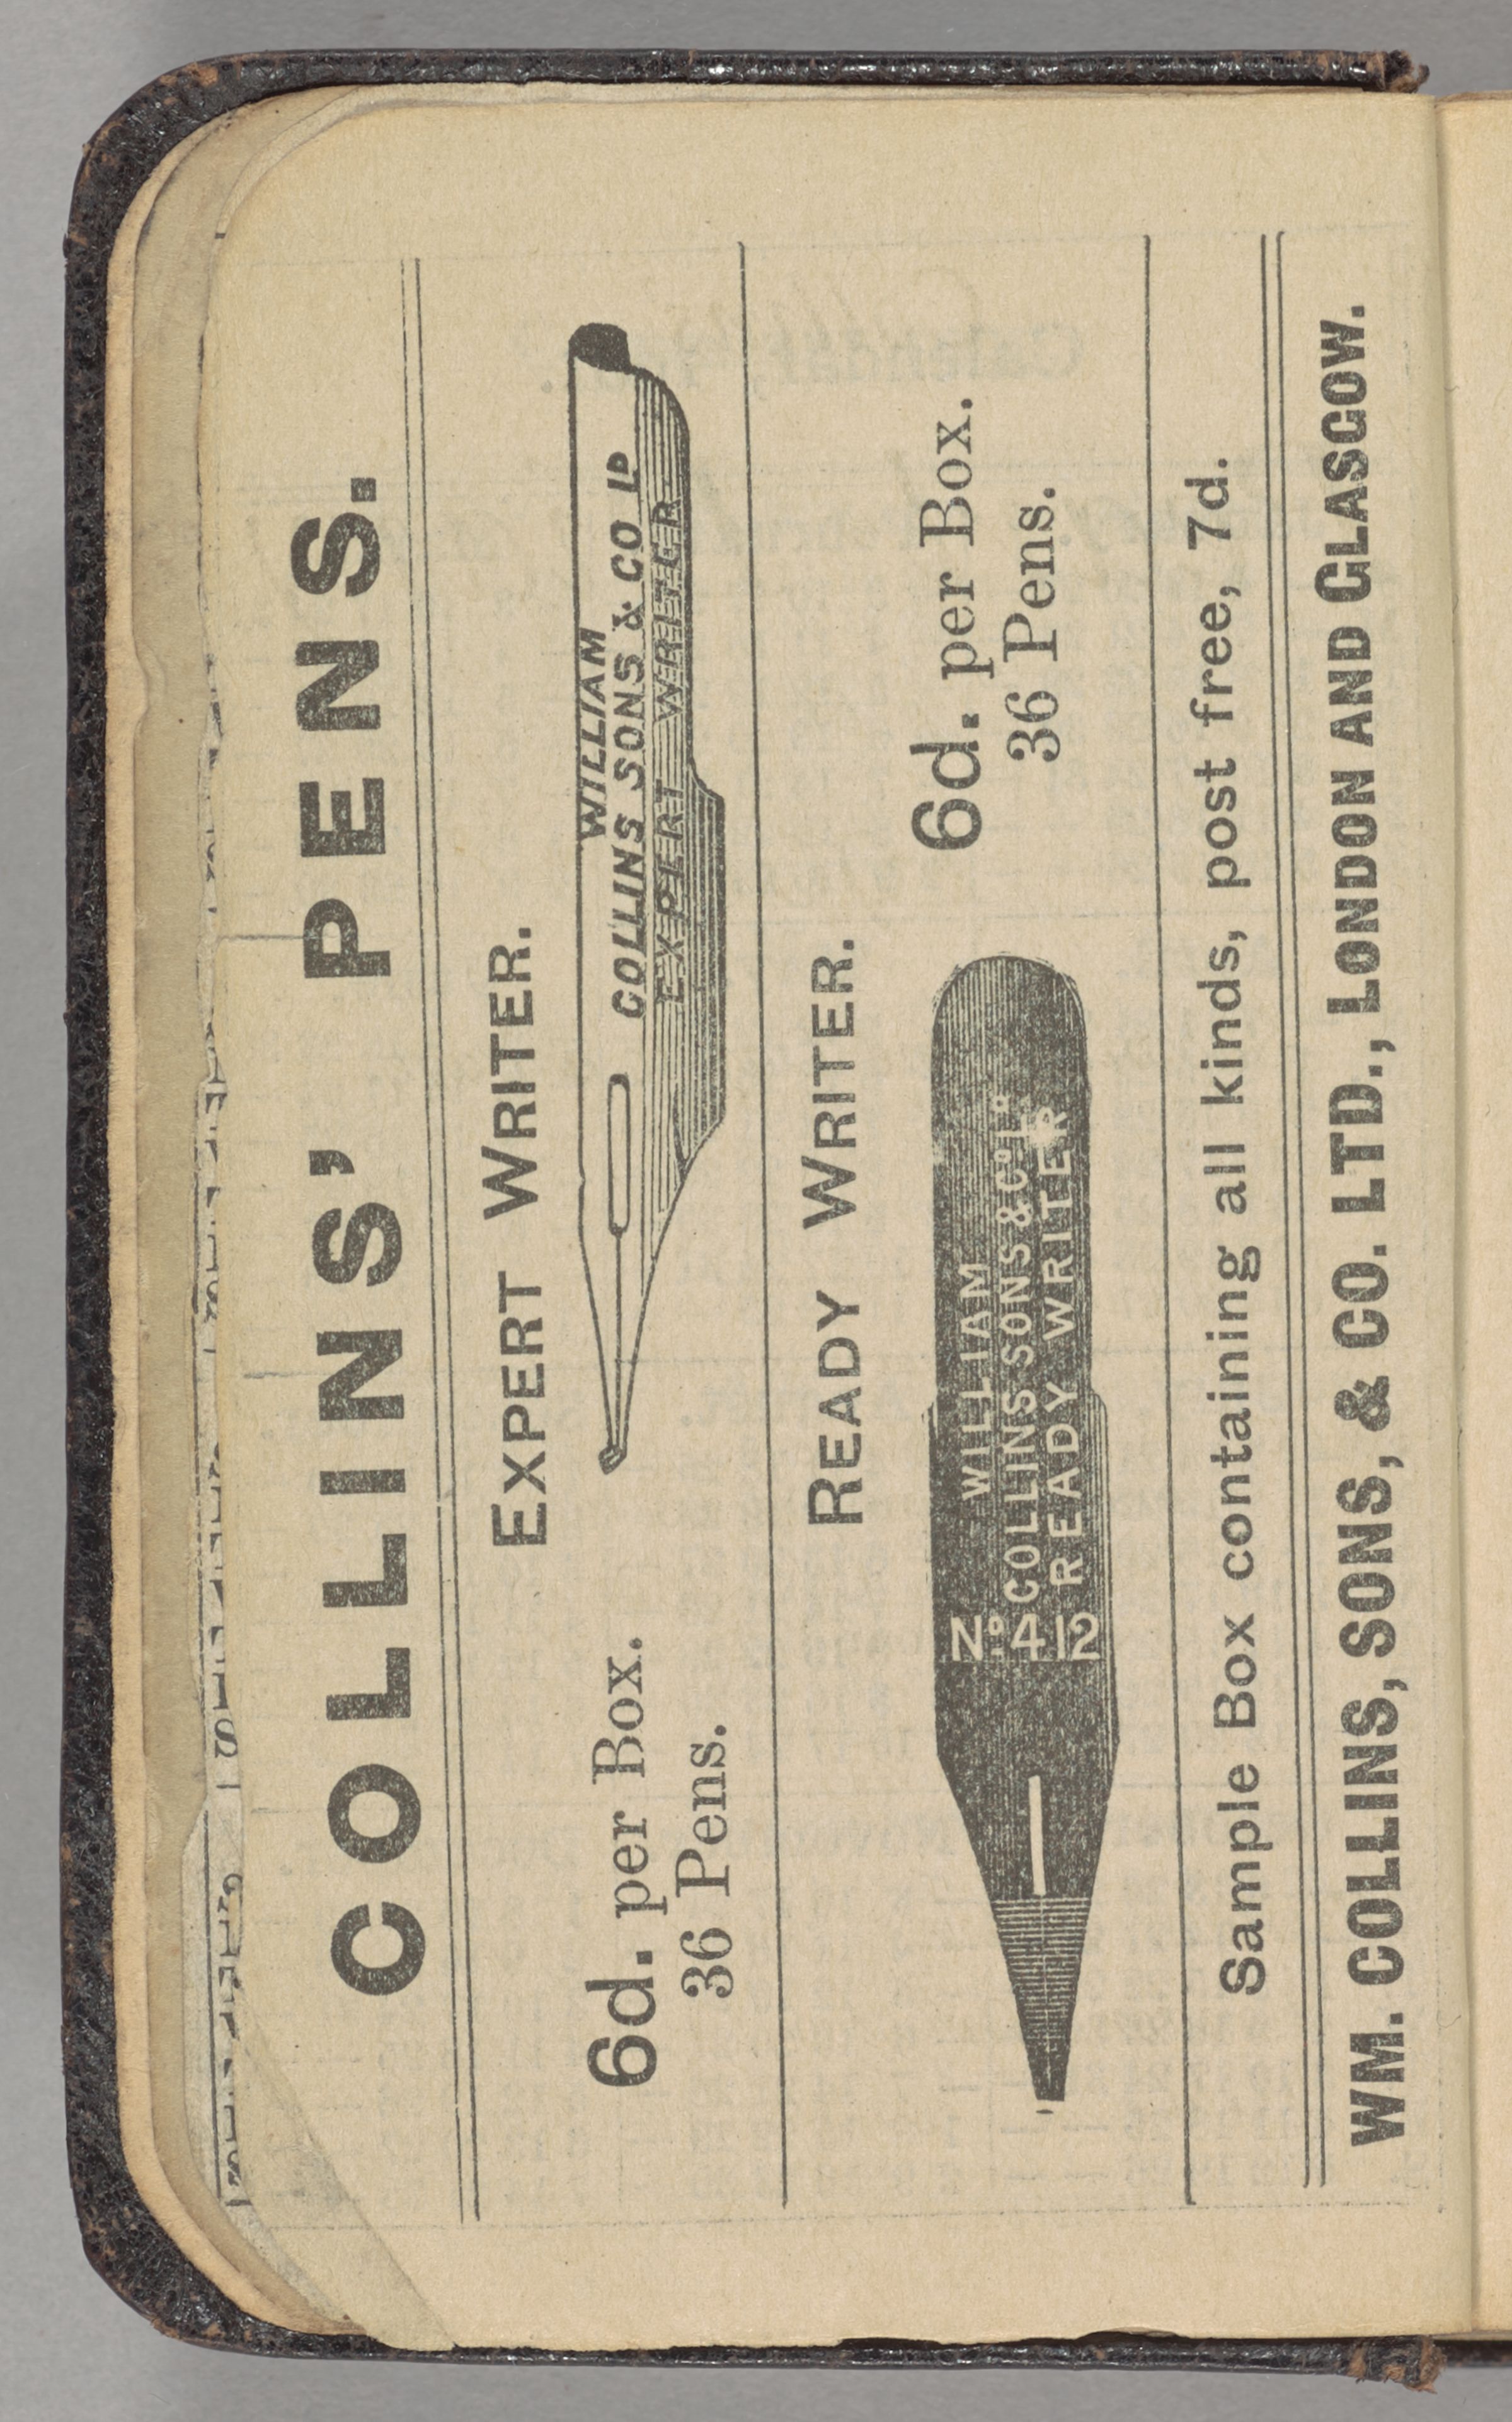 COLLINS' PENS.
EXPERT WRITER.
6d. per Box.
36 Pens.
WILLIAM
COLLINS SONS & CO LD
EXPERT WRITER
READY WRITER.
No. 412
WILLIAM
COLLINS SONS & Co. LD
READY WRITER
6d. per Box.
36 Pens.
Sample Box containing all kinds, post free, 7d.
WM. COLLINS, SONS, & CO. LTD., LONDON AND GLASGOW.